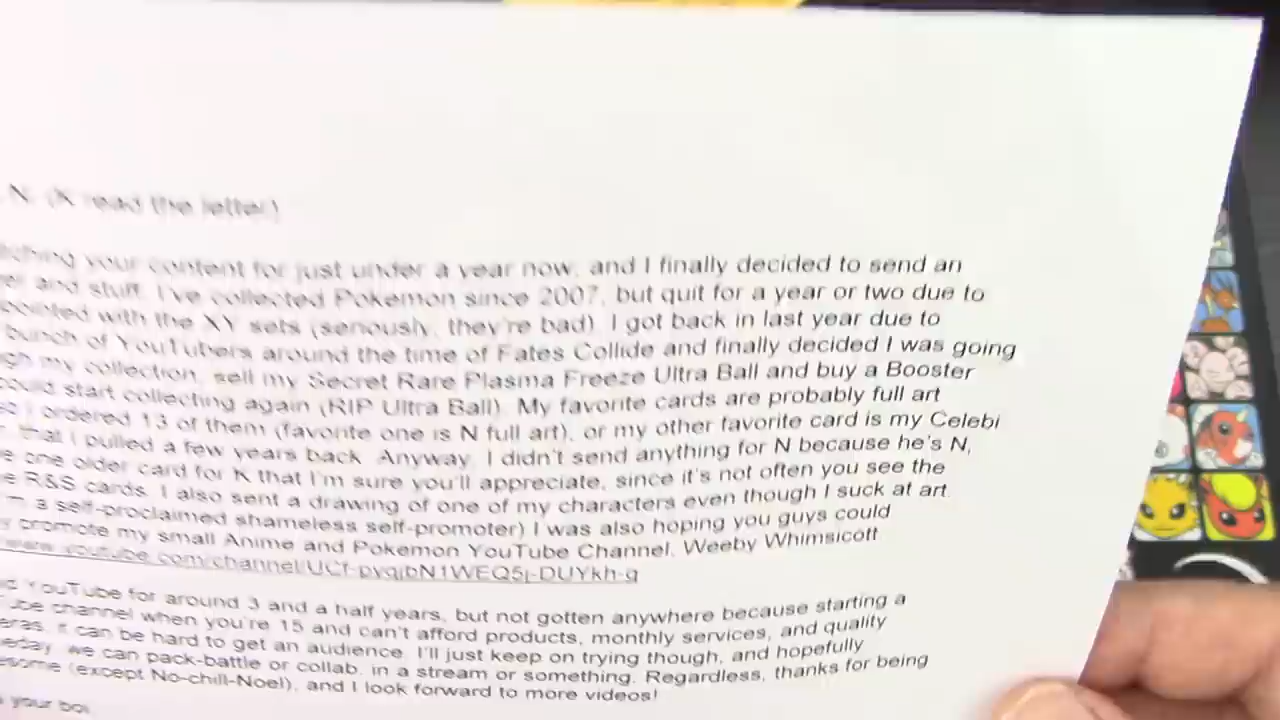 N. (K read the letter.)
your content for just under a year now, and I finally decided to send an
and stuff. I've collected Pokemon since 2007, but quit for a year or two due to
with the XY sets (seriously, they're bad). I got back in last year due to
bunch of YouTubers around the time of Fates Collide and finally decided I was going
my collection, sell my Secret Rare Plasma Freeze Ultra Ball and buy a Booster
could start collecting again (RIP Ultra Ball). My favorite cards are probably full art
I ordered 13 of them (favorite one is N full art), or my other favorite card is my Celebi
that I pulled a few years back. Anyway, I didn't send anything for N because he's N,
one older card for K that I'm sure you'll appreciate, since it's not often you see the
R&S cards. I also sent a drawing of one of my characters even though I suck at art.
a self-proclaimed shameless self-promoter) I was also hoping you guys could
promote my small Anime and Pokemon YouTube Channel, Weeby Whimsicott
YouTube for around 3 and a half years, but not gotten anywhere because starting a
channel when you're 15 and can't afford products, monthly services, and quality
it can be hard to get an audience. I'll just keep on trying though, and hopefully
we can pack-battle or collab. in a stream or something. Regardless, thanks for being
(except No-chill-Noel), and I look forward to more videos!
your boi